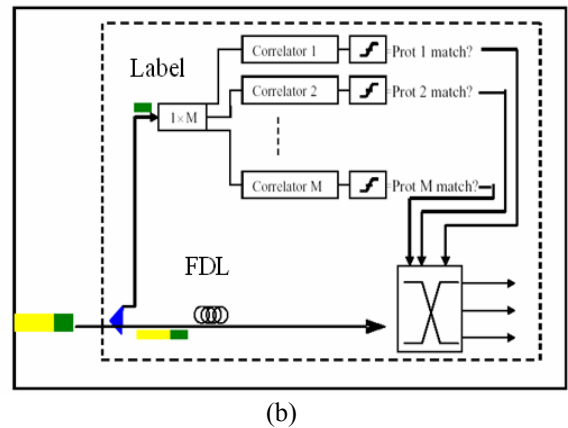 Label
Correlator 1
Prot 1 match?
1×M
Correlator 2
Prot 2 match?
Correlator M
Prot M match?
FDL
(b)